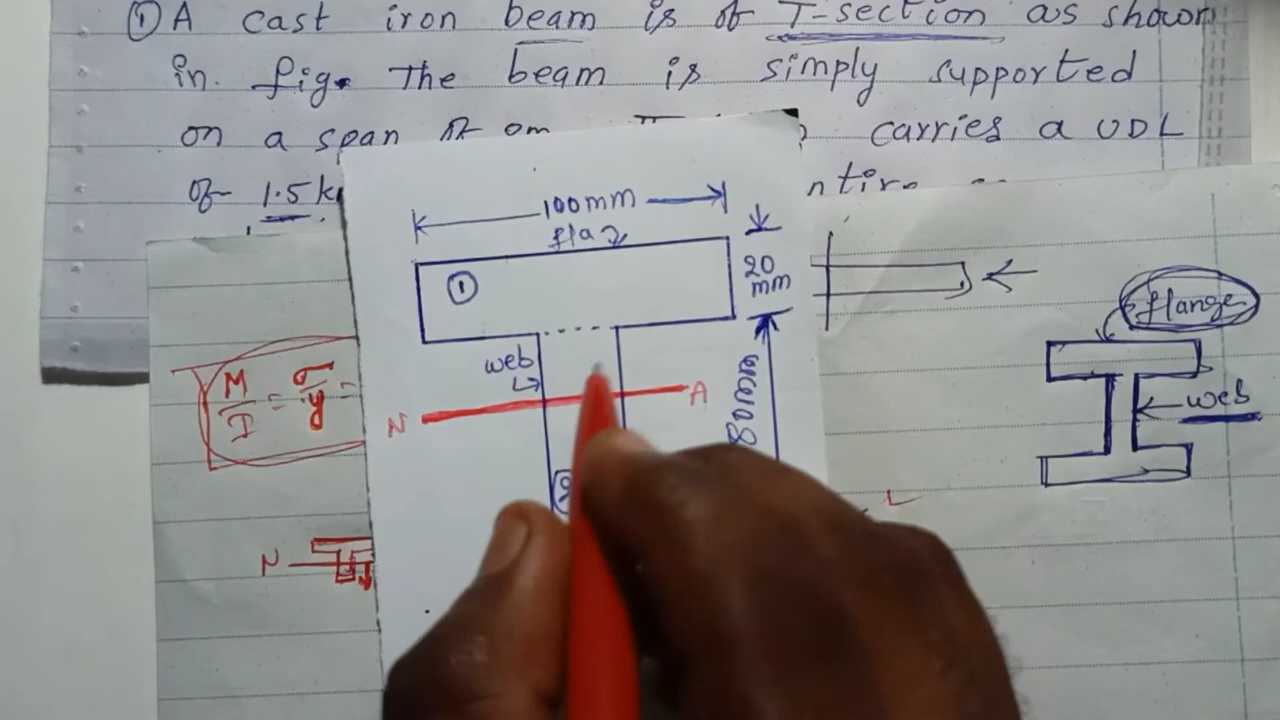 ① A cast iron beam is of T-section as shown
in. fig. The beam is simply supported
on a span carries a UDL
of 1.5 k
100mm
flag
①
20
mm
web
N
A
80mm
M/I = σ/y =
N
flange
web